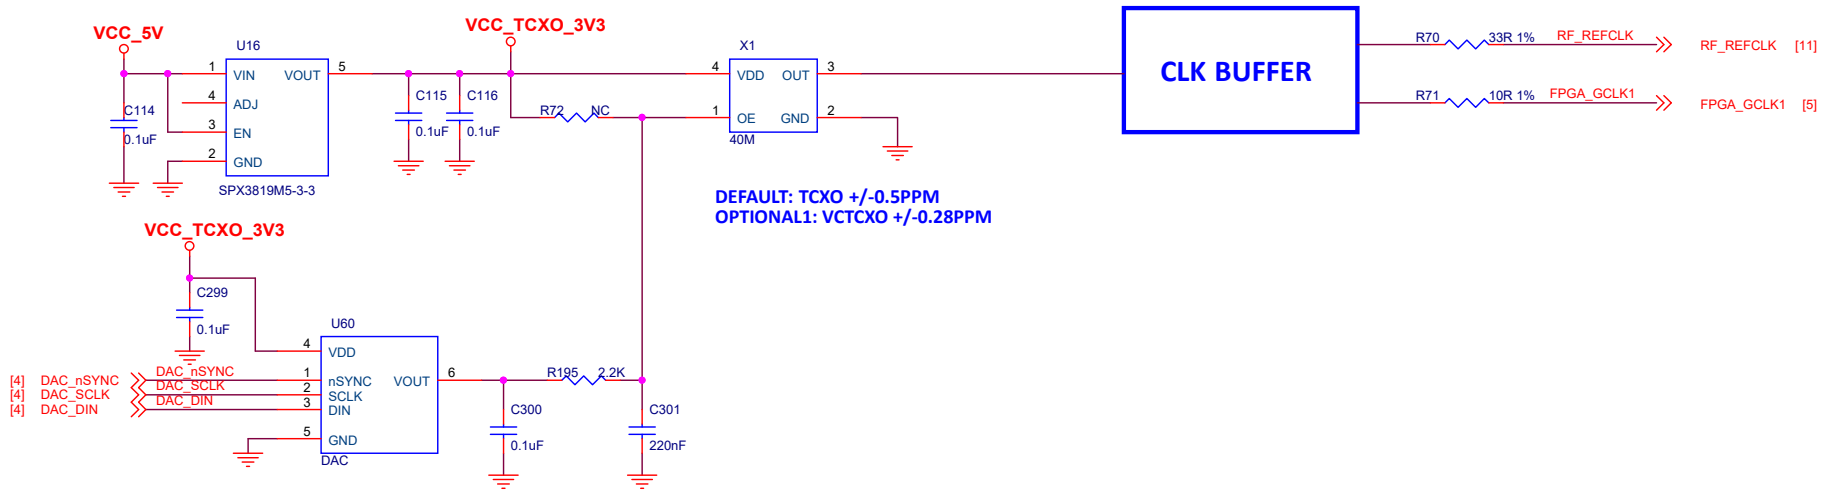 VCC_5V
U16
1 VIN VOUT 5
4 ADJ
3 EN
2 GND
SPX3819M5-3-3
C114
0.1uF
VCC_TCXO_3V3
C115
0.1uF
C116
0.1uF
R72 NC
X1
4 VDD OUT 3
1 OE GND 2
40M
CLK BUFFER
R70 33R 1% RF_REFCLK RF_REFCLK [11]
R71 10R 1% FPGA_GCLK1 FPGA_GCLK1 [5]
DEFAULT: TCXO +/-0.5PPM
OPTIONAL1: VCTCXO +/-0.28PPM
VCC_TCXO_3V3
C299
0.1uF
U60
4 VDD
[4] DAC_nSYNC DAC_nSYNC 1 nSYNC VOUT 6
[4] DAC_SCLK DAC_SCLK 2 SCLK
[4] DAC_DIN DAC_DIN 3 DIN
5 GND
DAC
R195 2.2K
C300
0.1uF
C301
220nF